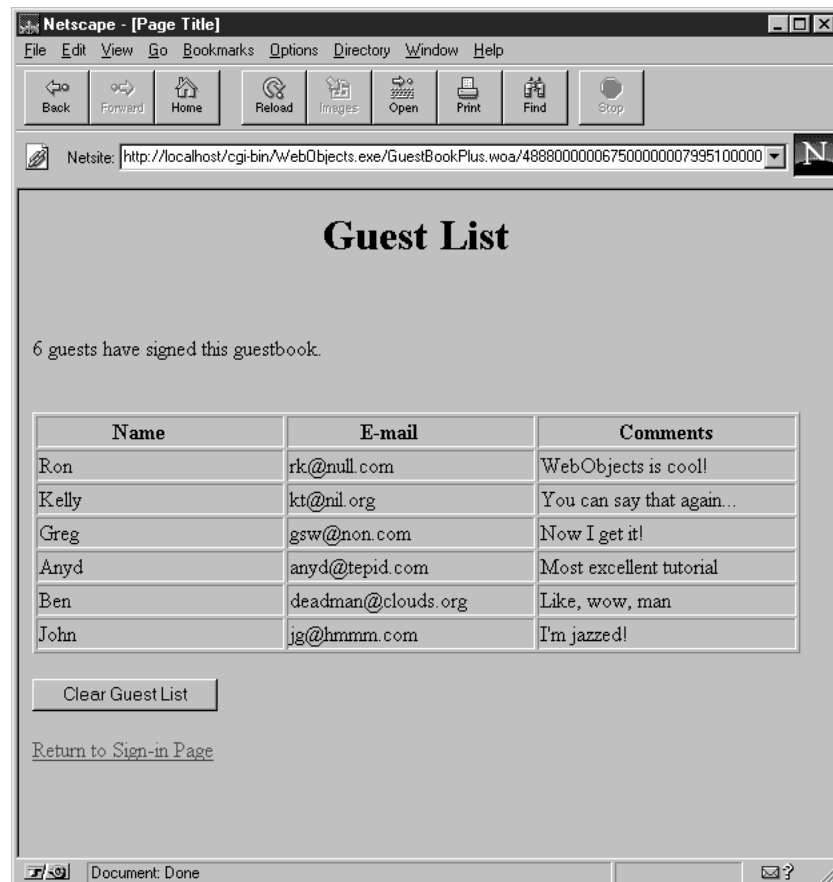 Netscape - [Page Title]
File Edit View Go Bookmarks Options Directory Window Help
Back Forward Home Reload Images Open Print Find Stop
Netsite: http://localhost/cgi-bin/WebObjects.exe/GuestBookPlus.woa/488800000067500000007995100000 N
Guest List
6 guests have signed this guestbook.
Name E-mail Comments
Ron rk@null.com WebObjects is cool!
Kelly kt@nil.org You can say that again...
Greg gsw@non.com Now I get it!
Anyd anyd@tepid.com Most excellent tutorial
Ben deadman@clouds.org Like, wow, man
John jg@hmmm.com I'm jazzed!
Clear Guest List
Return to Sign-in Page
Document: Done ?